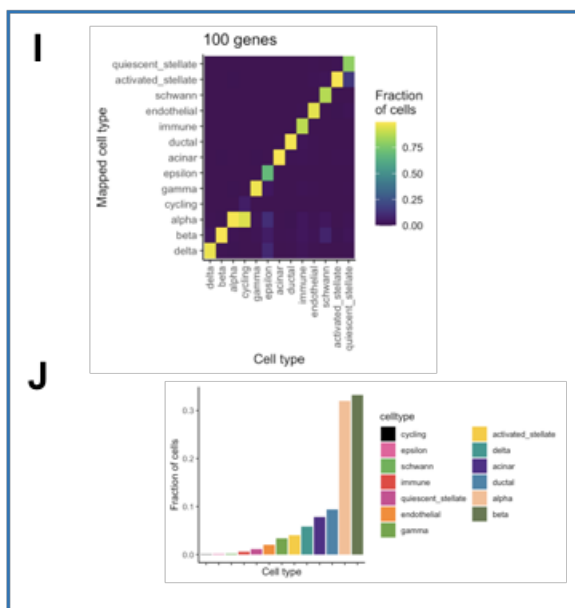 I
100 genes
quiescent_stellate
activated_stellate
schwann
endothelial
immune
ductal
acinar
epsilon
gamma
cycling
alpha
beta
delta
Mapped cell type
delta
beta
alpha
cycling
gamma
epsilon
acinar
ductal
immune
endothelial
schwann
activated_stellate
quiescent_stellate
Cell type
Fraction
of cells
0.75
0.50
0.25
0.00
J
Fraction of cells
0.3
0.2
0.1
0.0
Cell type
celltype
cycling
epsilon
schwann
immune
quiescent_stellate
endothelial
gamma
activated_stellate
delta
acinar
ductal
alpha
beta